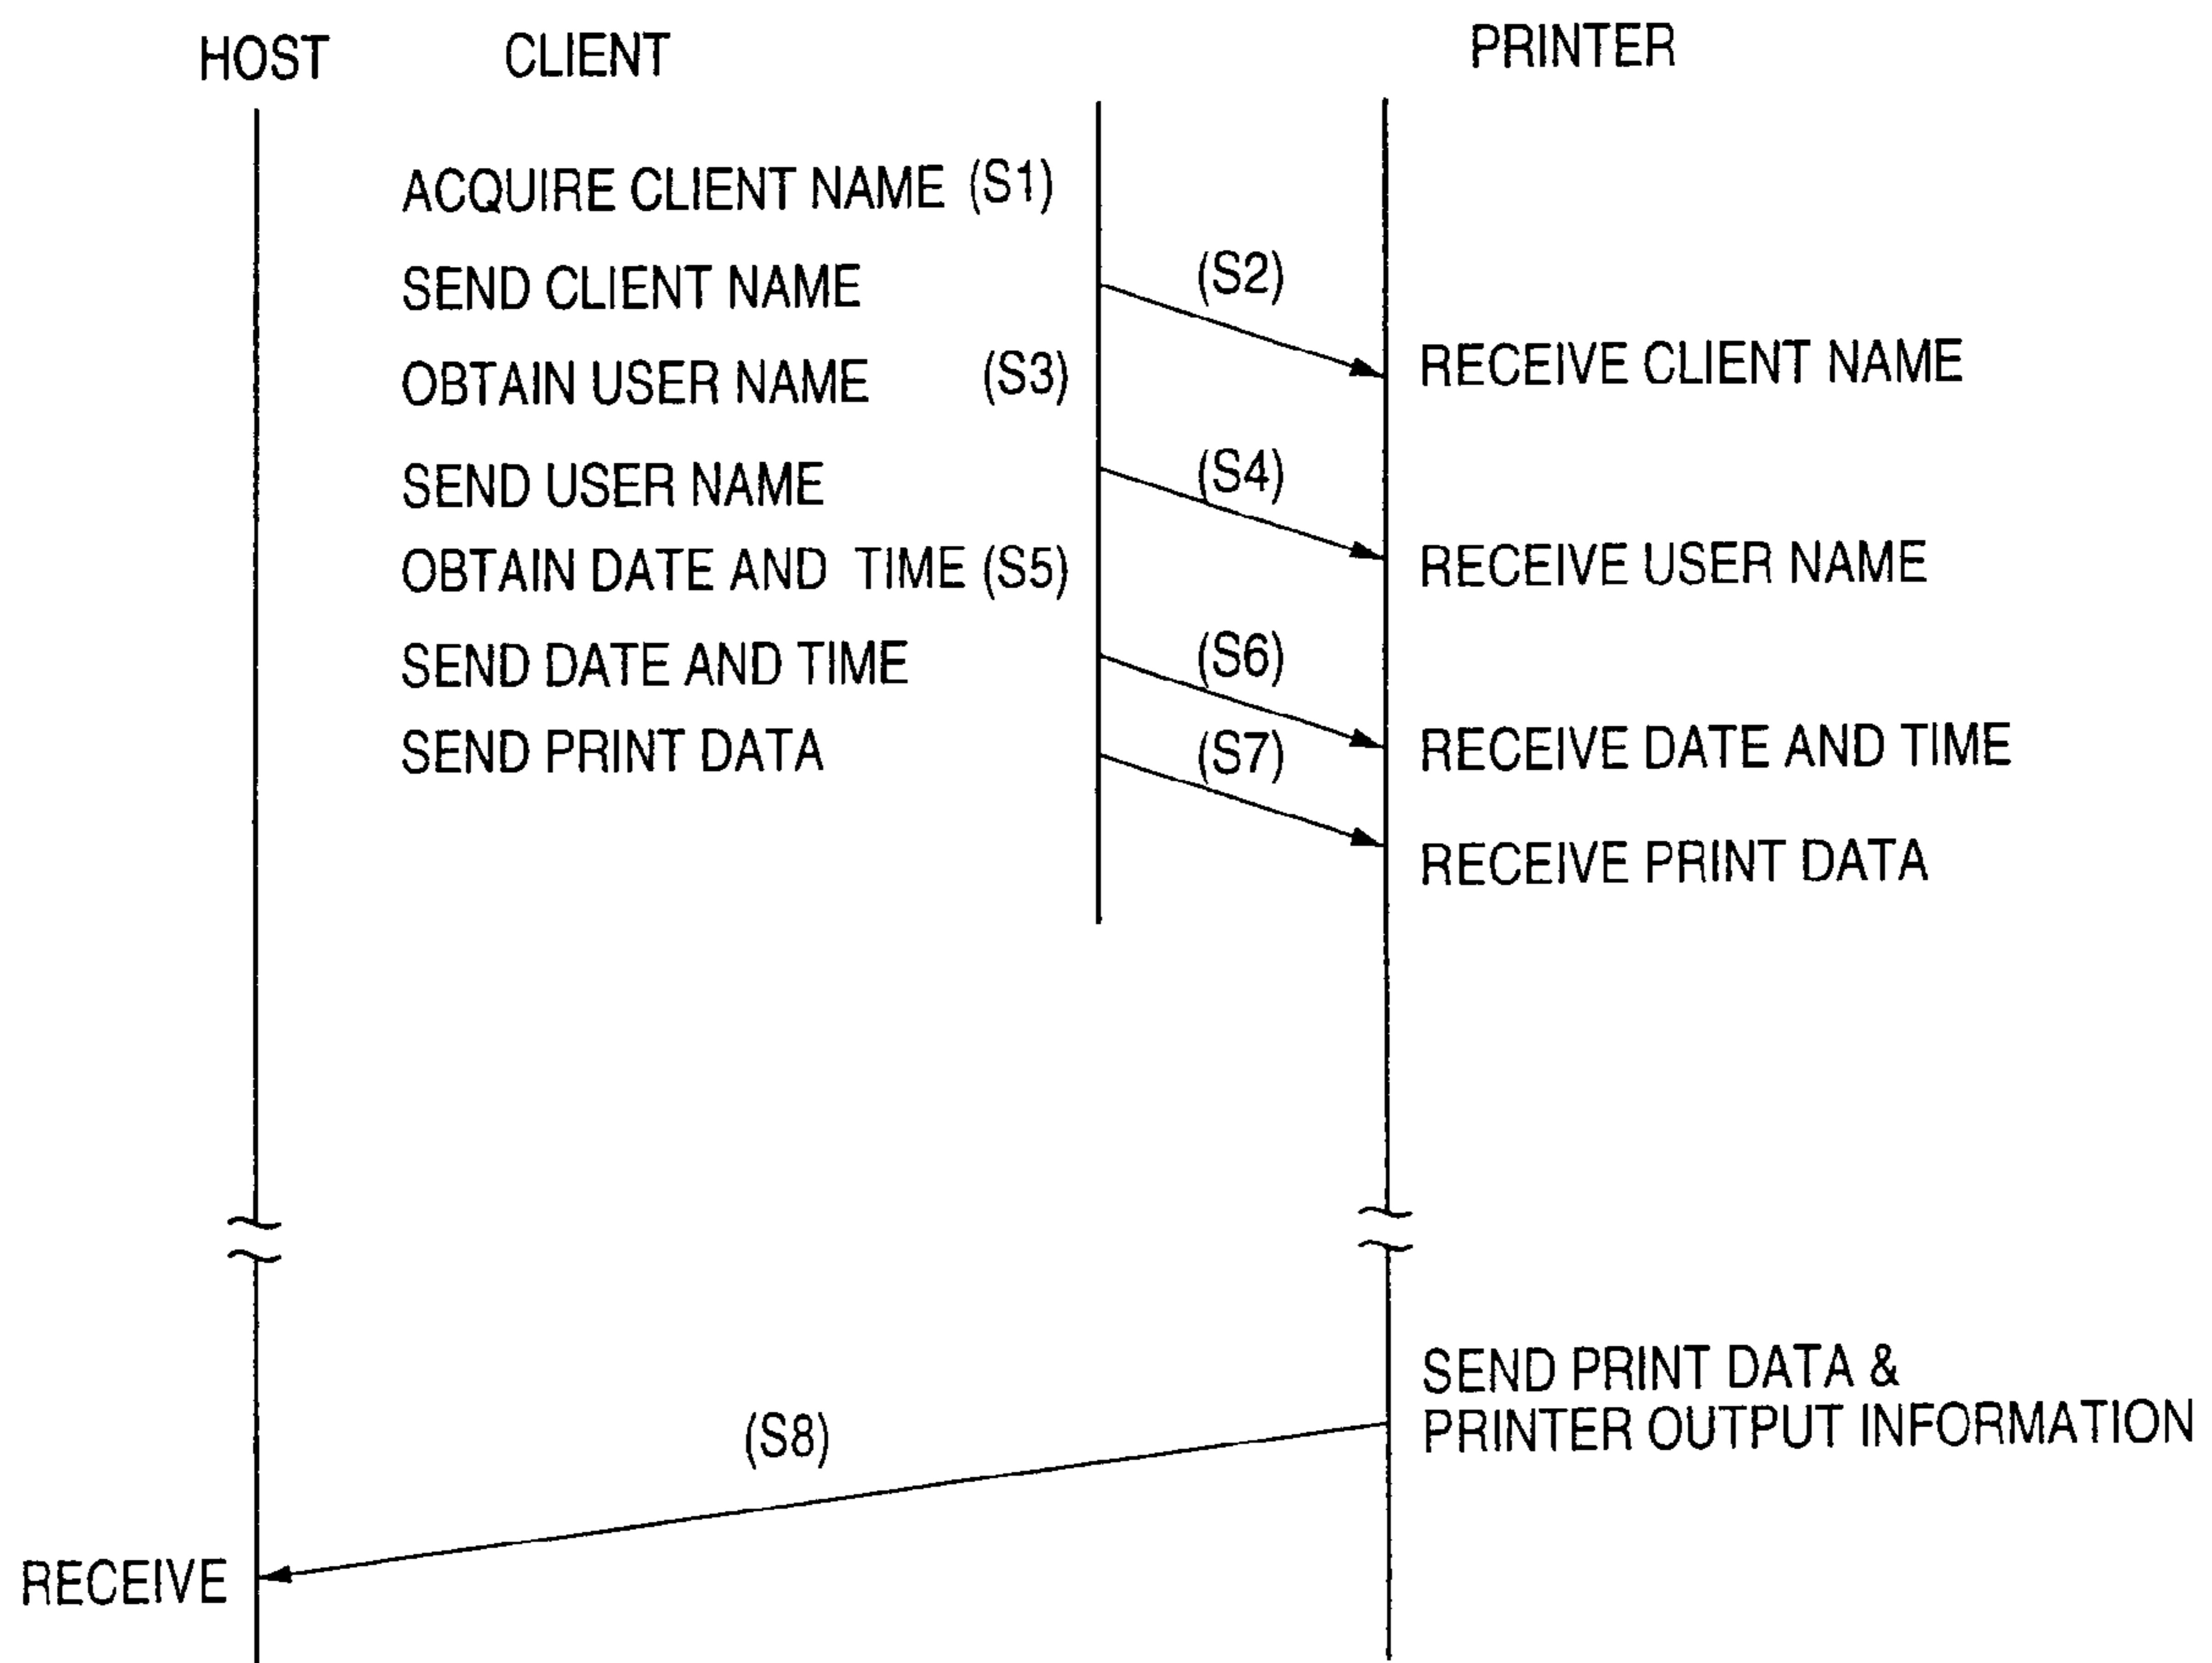 HOST CLIENT PRINTER
ACQUIRE CLIENT NAME (S1)
SEND CLIENT NAME (S2)
RECEIVE CLIENT NAME
OBTAIN USER NAME (S3)
SEND USER NAME (S4)
RECEIVE USER NAME
OBTAIN DATE AND TIME (S5)
SEND DATE AND TIME (S6)
RECEIVE DATE AND TIME
SEND PRINT DATA (S7)
RECEIVE PRINT DATA
SEND PRINT DATA &
PRINTER OUTPUT INFORMATION
(S8)
RECEIVE